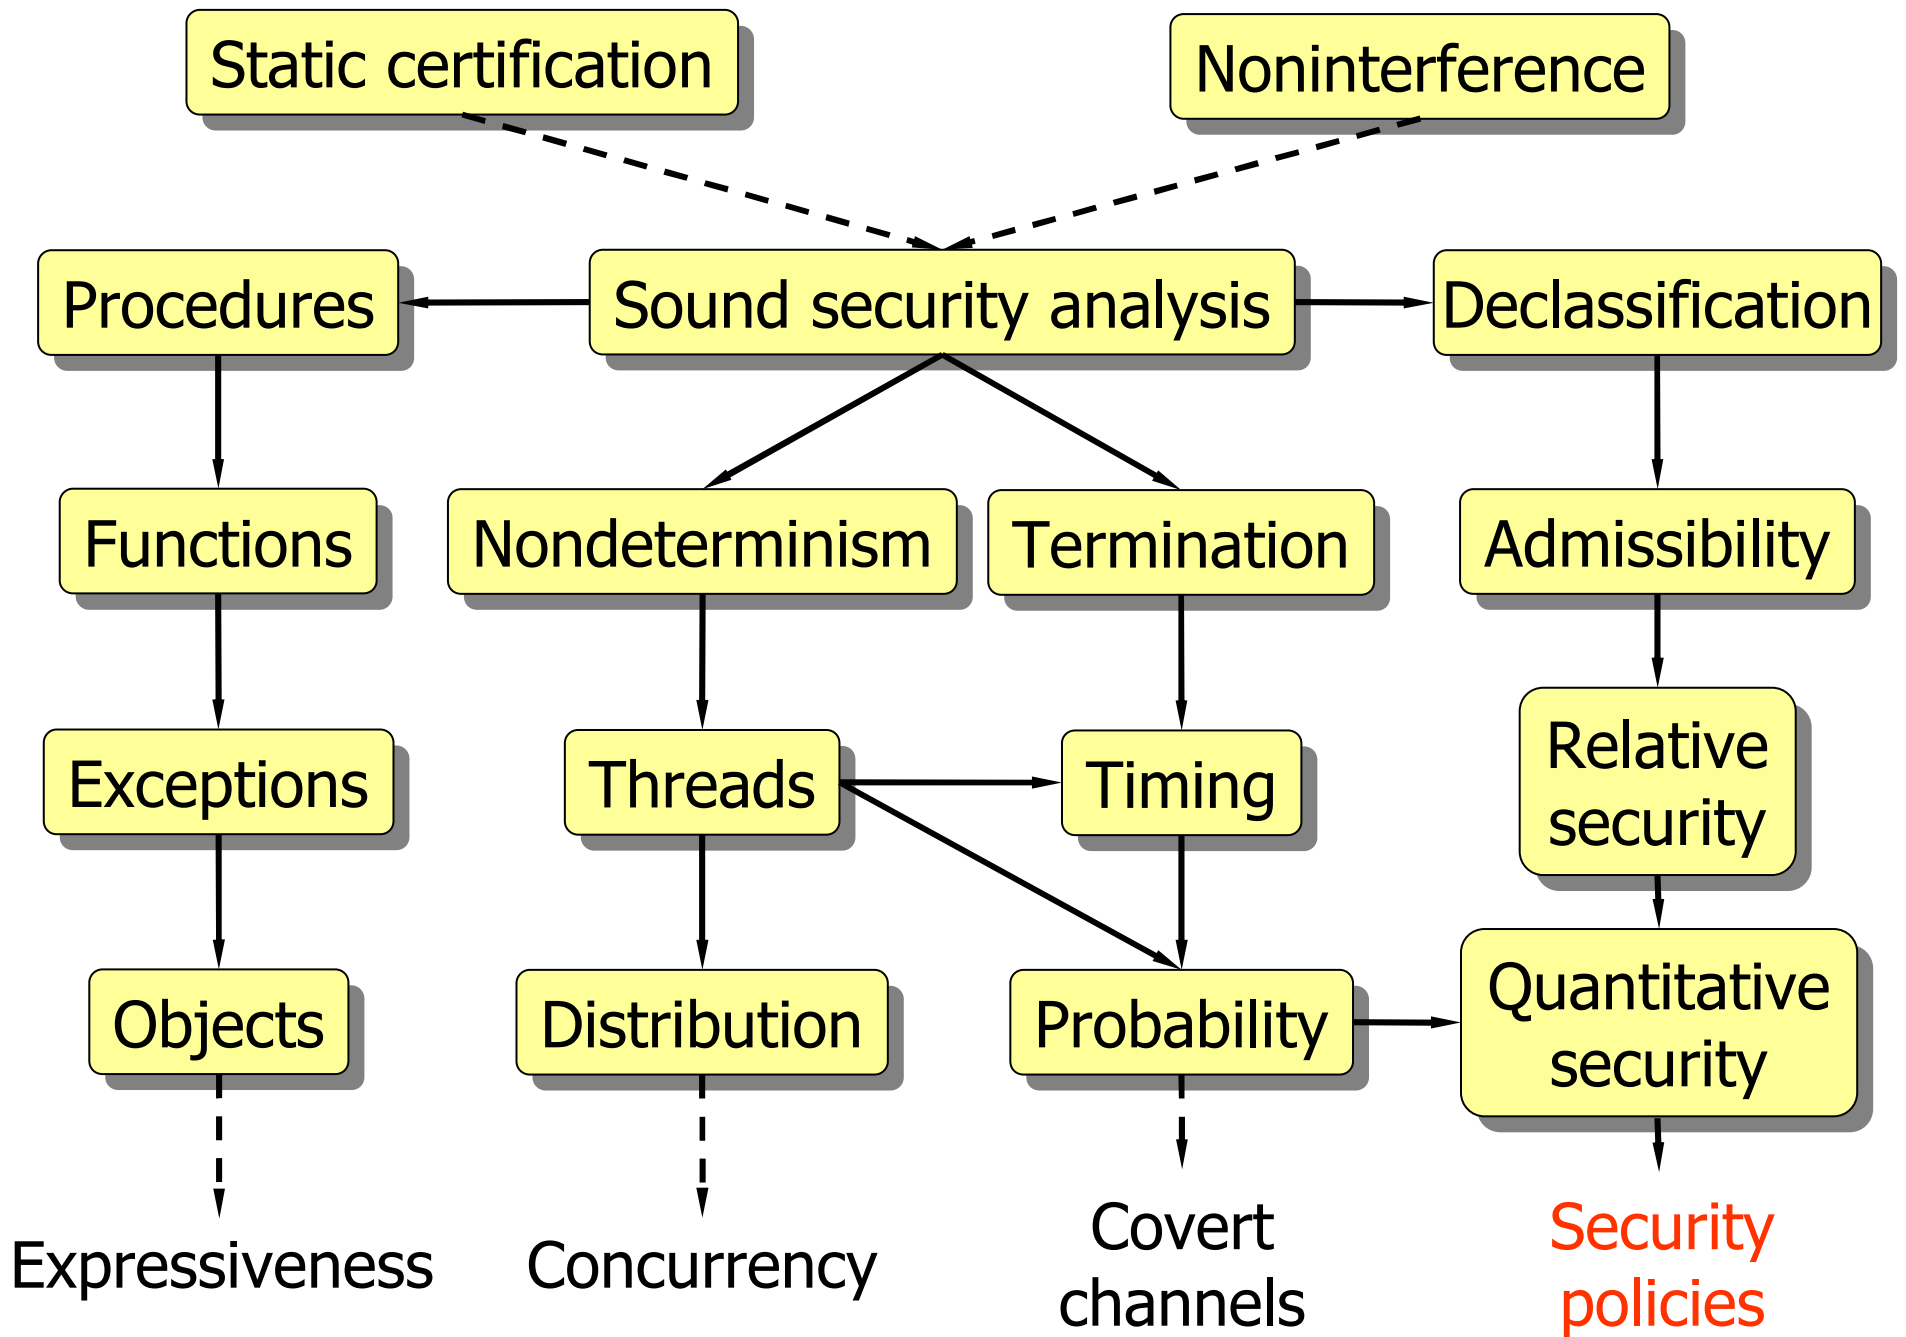 Static certification
Noninterference
Procedures
Sound security analysis
Declassification
Functions
Nondeterminism
Termination
Admissibility
Exceptions
Threads
Timing
Relative
security
Objects
Distribution
Probability
Quantitative
security
Expressiveness
Concurrency
Covert
channels
Security
policies